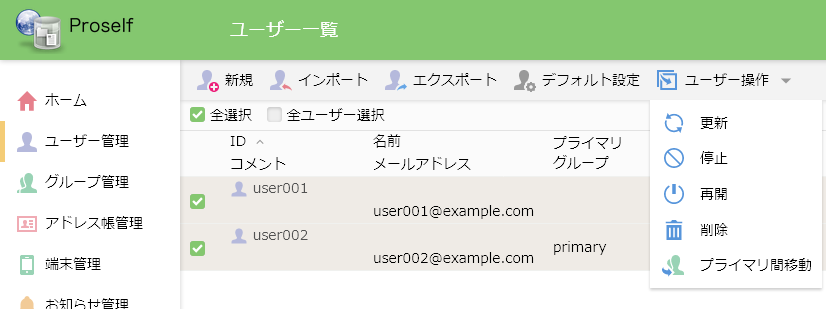 Proself
ユーザー一覧
新規 インポート エクスポート デフォルト設定 ユーザー操作
全選択 全ユーザー選択
ID 名前 プライマリ
コメント メールアドレス グループ
user001
user001@example.com
user002
user002@example.com primary
更新
停止
再開
削除
プライマリ間移動
ホーム
ユーザー管理
グループ管理
アドレス帳管理
端末管理
お知らせ管理